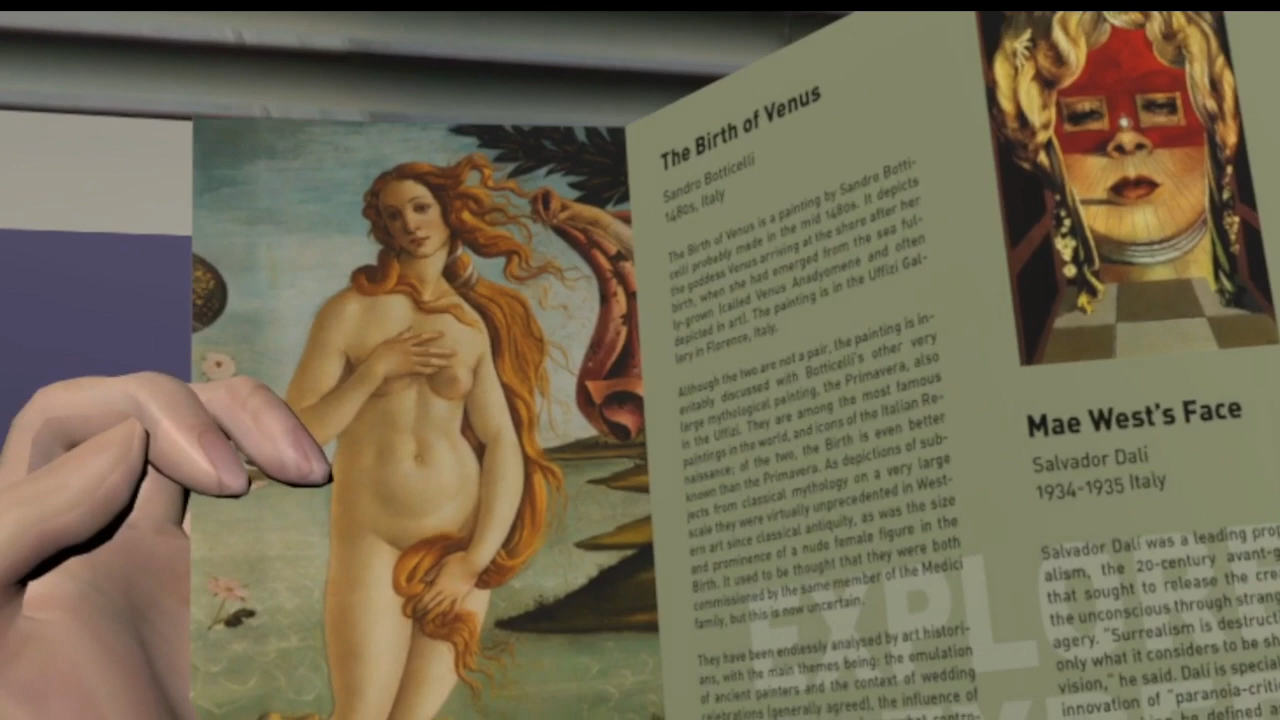 The Birth of Venus
Sandro Botticelli
1480s, Italy
The Birth of Venus is a painting by Sandro Botti-
celli probably made in the mid 1480s. It depicts
the goddess Venus arriving at the shore after her
birth, when she had emerged from the sea ful-
ly-grown (called Venus Anadyomene and often
depicted in art). The painting is in the Uffizi Gal-
lery in Florence, Italy.
Although the two are not a pair, the painting is in-
evitably discussed with Botticelli's other very
large mythological painting, the Primavera, also
in the Uffizi. They are among the most famous
paintings in the world, and icons of the Italian Re-
naissance; of the two, the Birth is even better
known than the Primavera. As depictions of sub-
jects from classical mythology on a very large
scale they were virtually unprecedented in West-
ern art since classical antiquity, as was the size
and prominence of a nude female figure in the
Birth. It used to be thought that they were both
commissioned by the same member of the Medici
family, but this is now uncertain.
They have been endlessly analysed by art histori-
ans, with the main themes being: the emulation
of ancient painters and the context of wedding
celebrations (generally agreed), the influence of
Mae West's Face
Salvador Dalí
1934-1935 Italy
Salvador Dalí was a leading
alism, the 20-century
that sought to release the
the unconscious through
agery. "Surrealism is
only what it considers to be
vision," he said. Dalí is
innovation of
EXPL